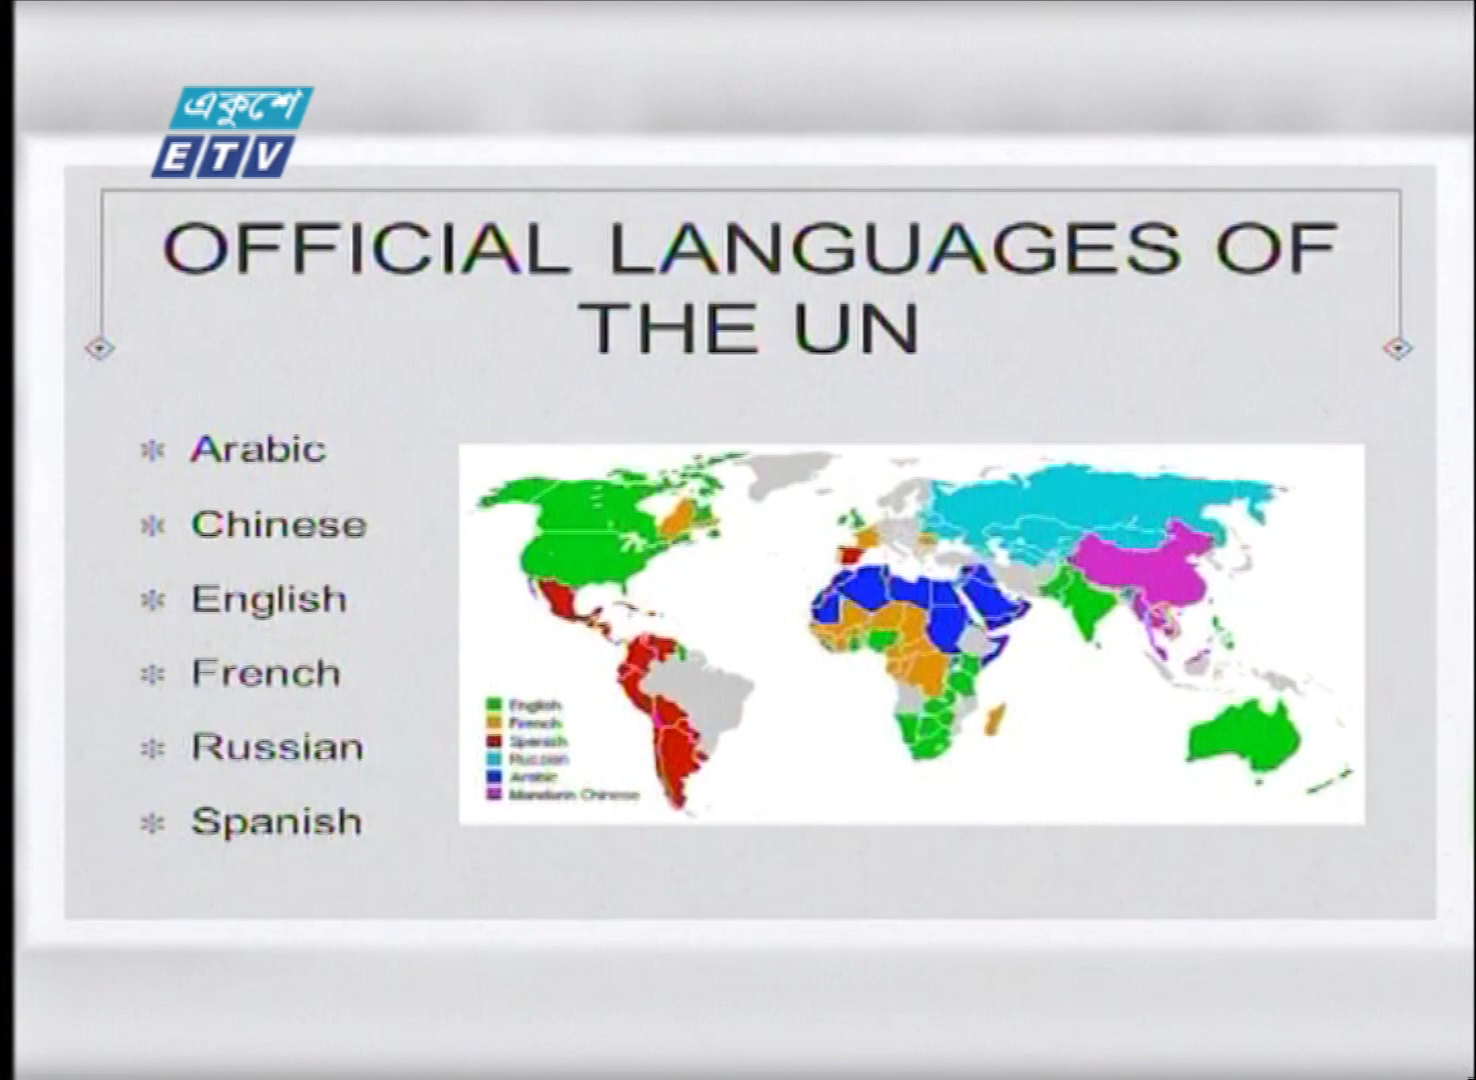 একুশে
ETV
OFFICIAL LANGUAGES OF
THE UN
Arabic
Chinese
English
French
Russian
Spanish
English
French
Spanish
Russian
Arabic
Mandarin Chinese